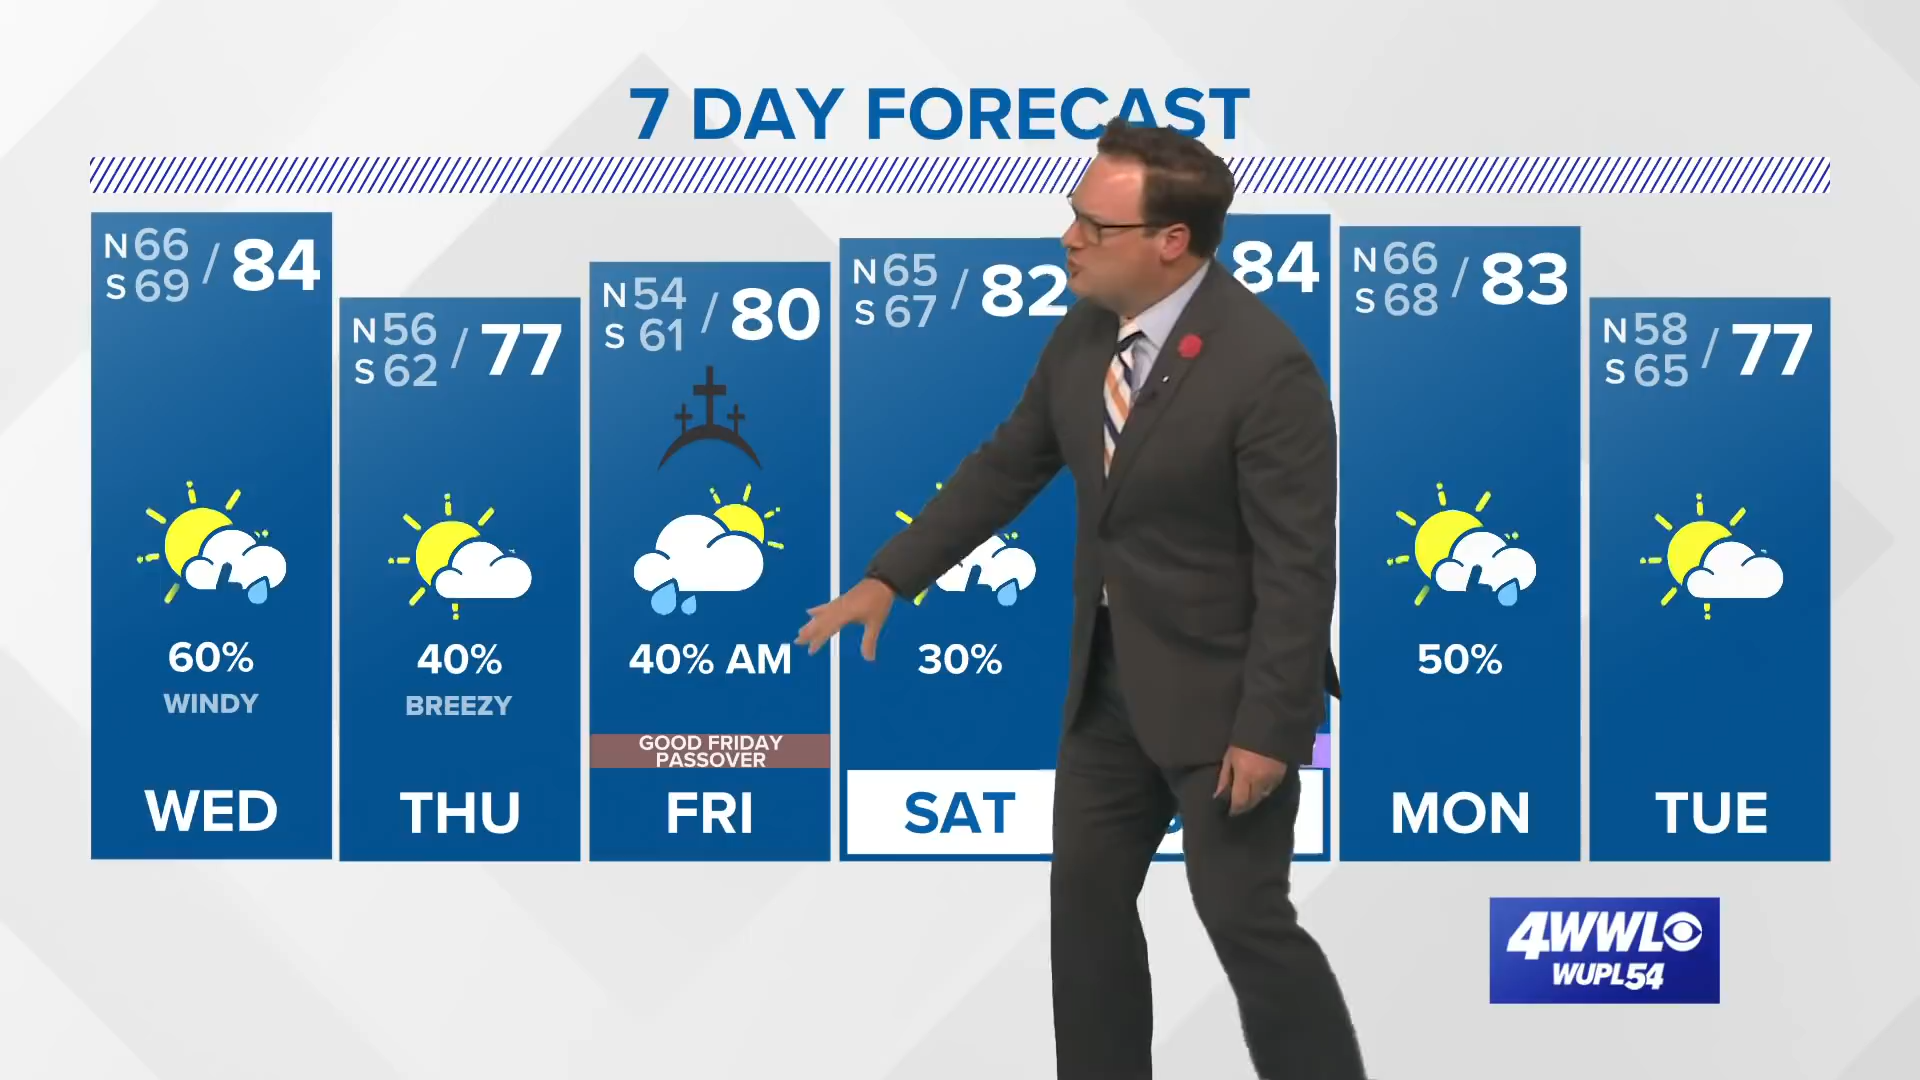 7 DAY FORECAST
N66
S69
/ 84
N56
S62
/ 77
N54
S61
/ 80
N65
S67
/ 82
84
N66
S68
/ 83
N58
S65
/ 77
60%
WINDY
40%
BREEZY
40% AM
30%
50%
GOOD FRIDAY
PASSOVER
WED
THU
FRI
SAT
MON
TUE
4WWL
WUPL54